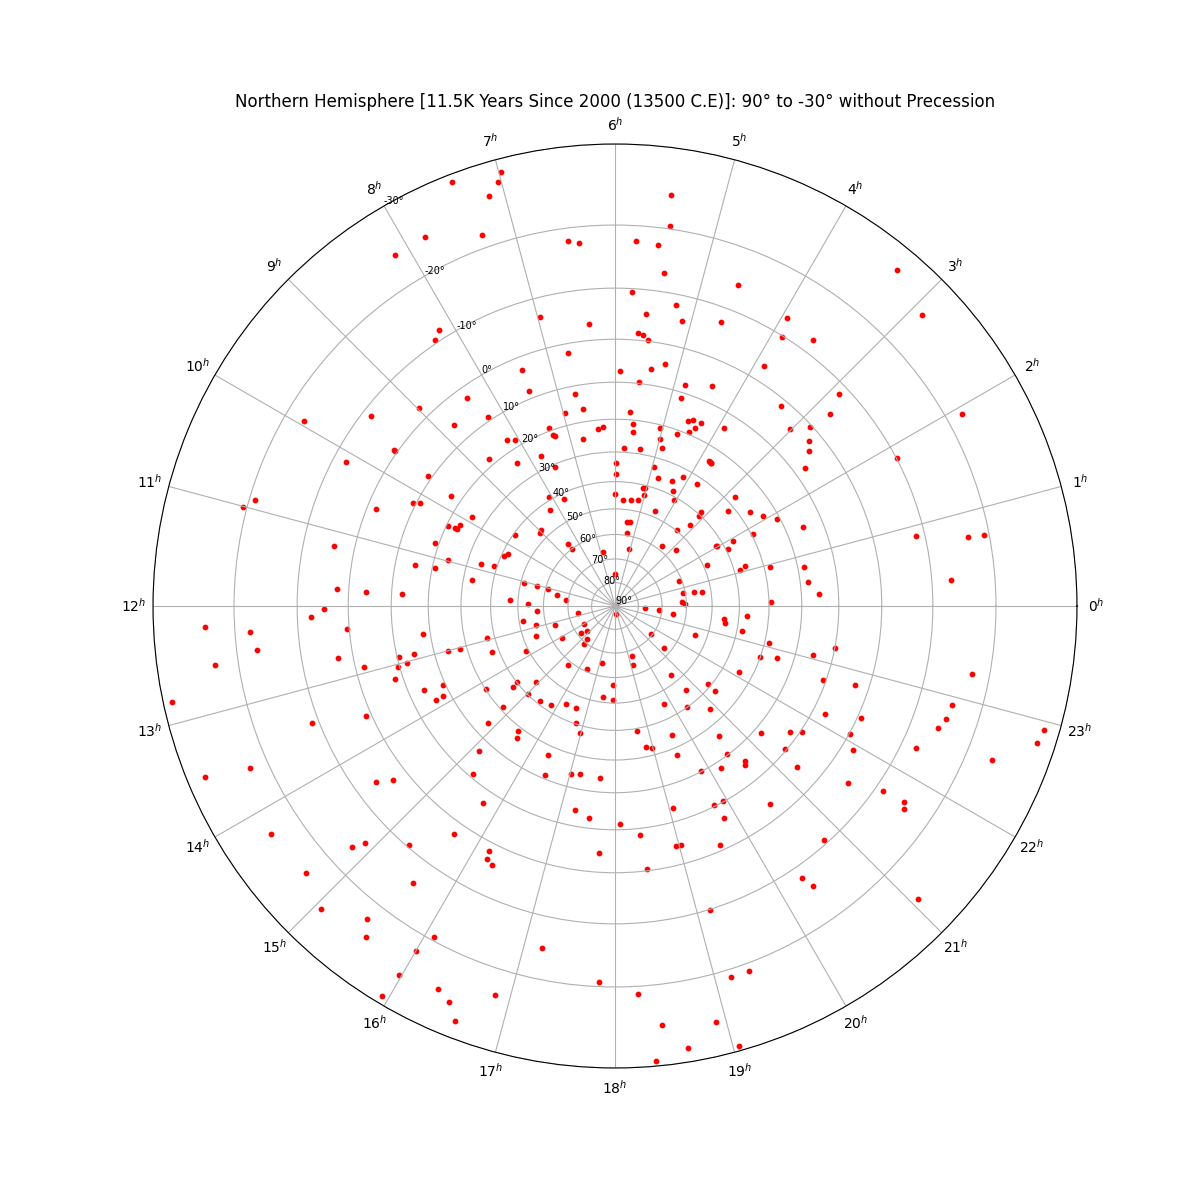 Northern Hemisphere [11.5K Years Since 2000 (13500 C.E)]: 90° to -30° without Precession
6ʰ
7ʰ
5ʰ
8ʰ
4ʰ
-30°
9ʰ
3ʰ
-20°
-10°
10ʰ
2ʰ
0°
10°
20°
30°
11ʰ
1ʰ
40°
50°
60°
70°
80°
90°
12ʰ
0ʰ
13ʰ
23ʰ
14ʰ
22ʰ
15ʰ
21ʰ
16ʰ
20ʰ
17ʰ
19ʰ
18ʰ